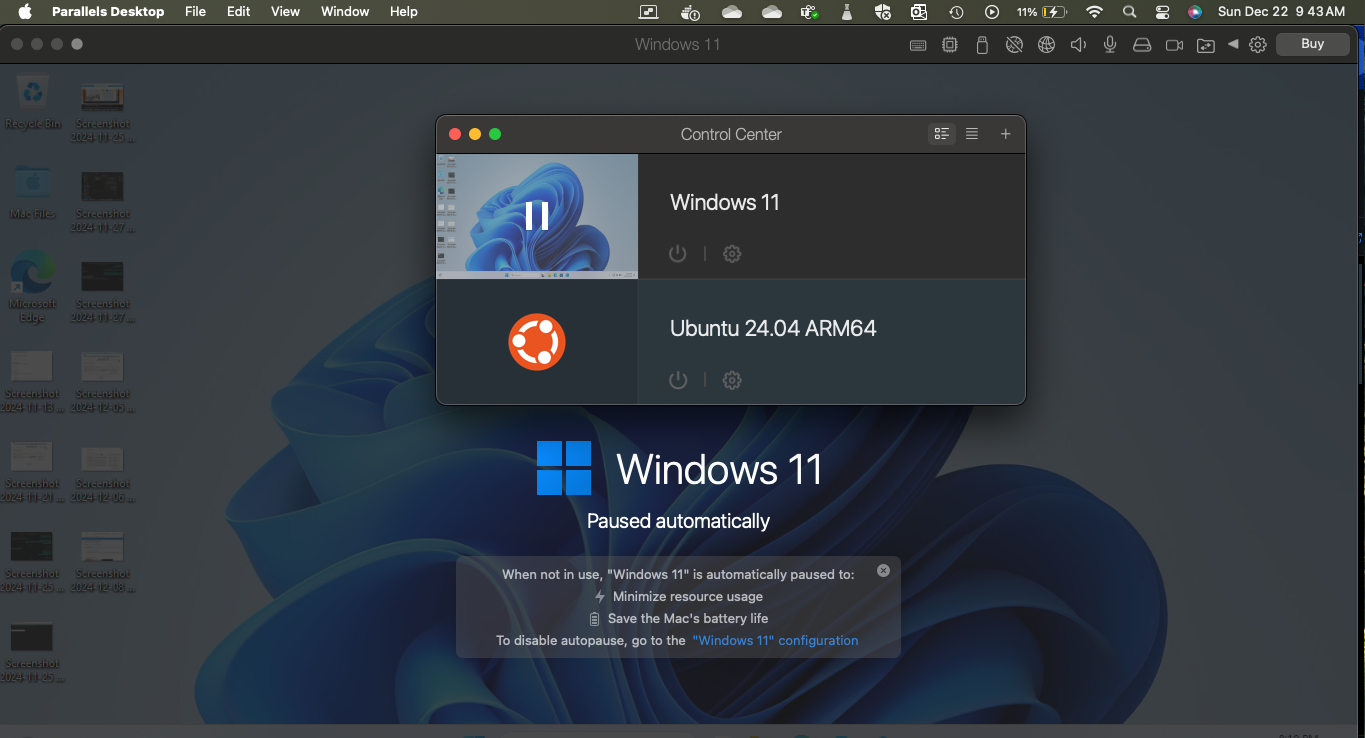 Parallels Desktop File Edit View Window Help 11% Sun Dec 22 9 43 AM
Windows 11 Buy
Recycle Bin
Screenshot
2024-11-25...
Control Center
Mac Files
Screenshot
2024-11-27...
Windows 11
Microsoft
Edge
Screenshot
2024-11-27...
Ubuntu 24.04 ARM64
Screenshot
2024-11-13...
Screenshot
2024-12-05...
Screenshot
2024-11-21...
Screenshot
2024-12-06...
Windows 11
Paused automatically
Screenshot
2024-11-25...
Screenshot
2024-12-08...
When not in use, "Windows 11" is automatically paused to:
Minimize resource usage
Save the Mac's battery life
To disable autopause, go to the "Windows 11" configuration
Screenshot
2024-11-25...